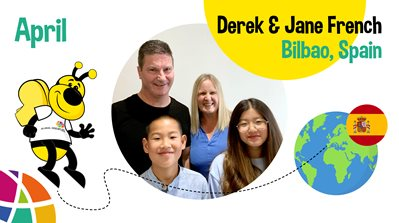 April
Derek & Jane French
Bilbao, Spain